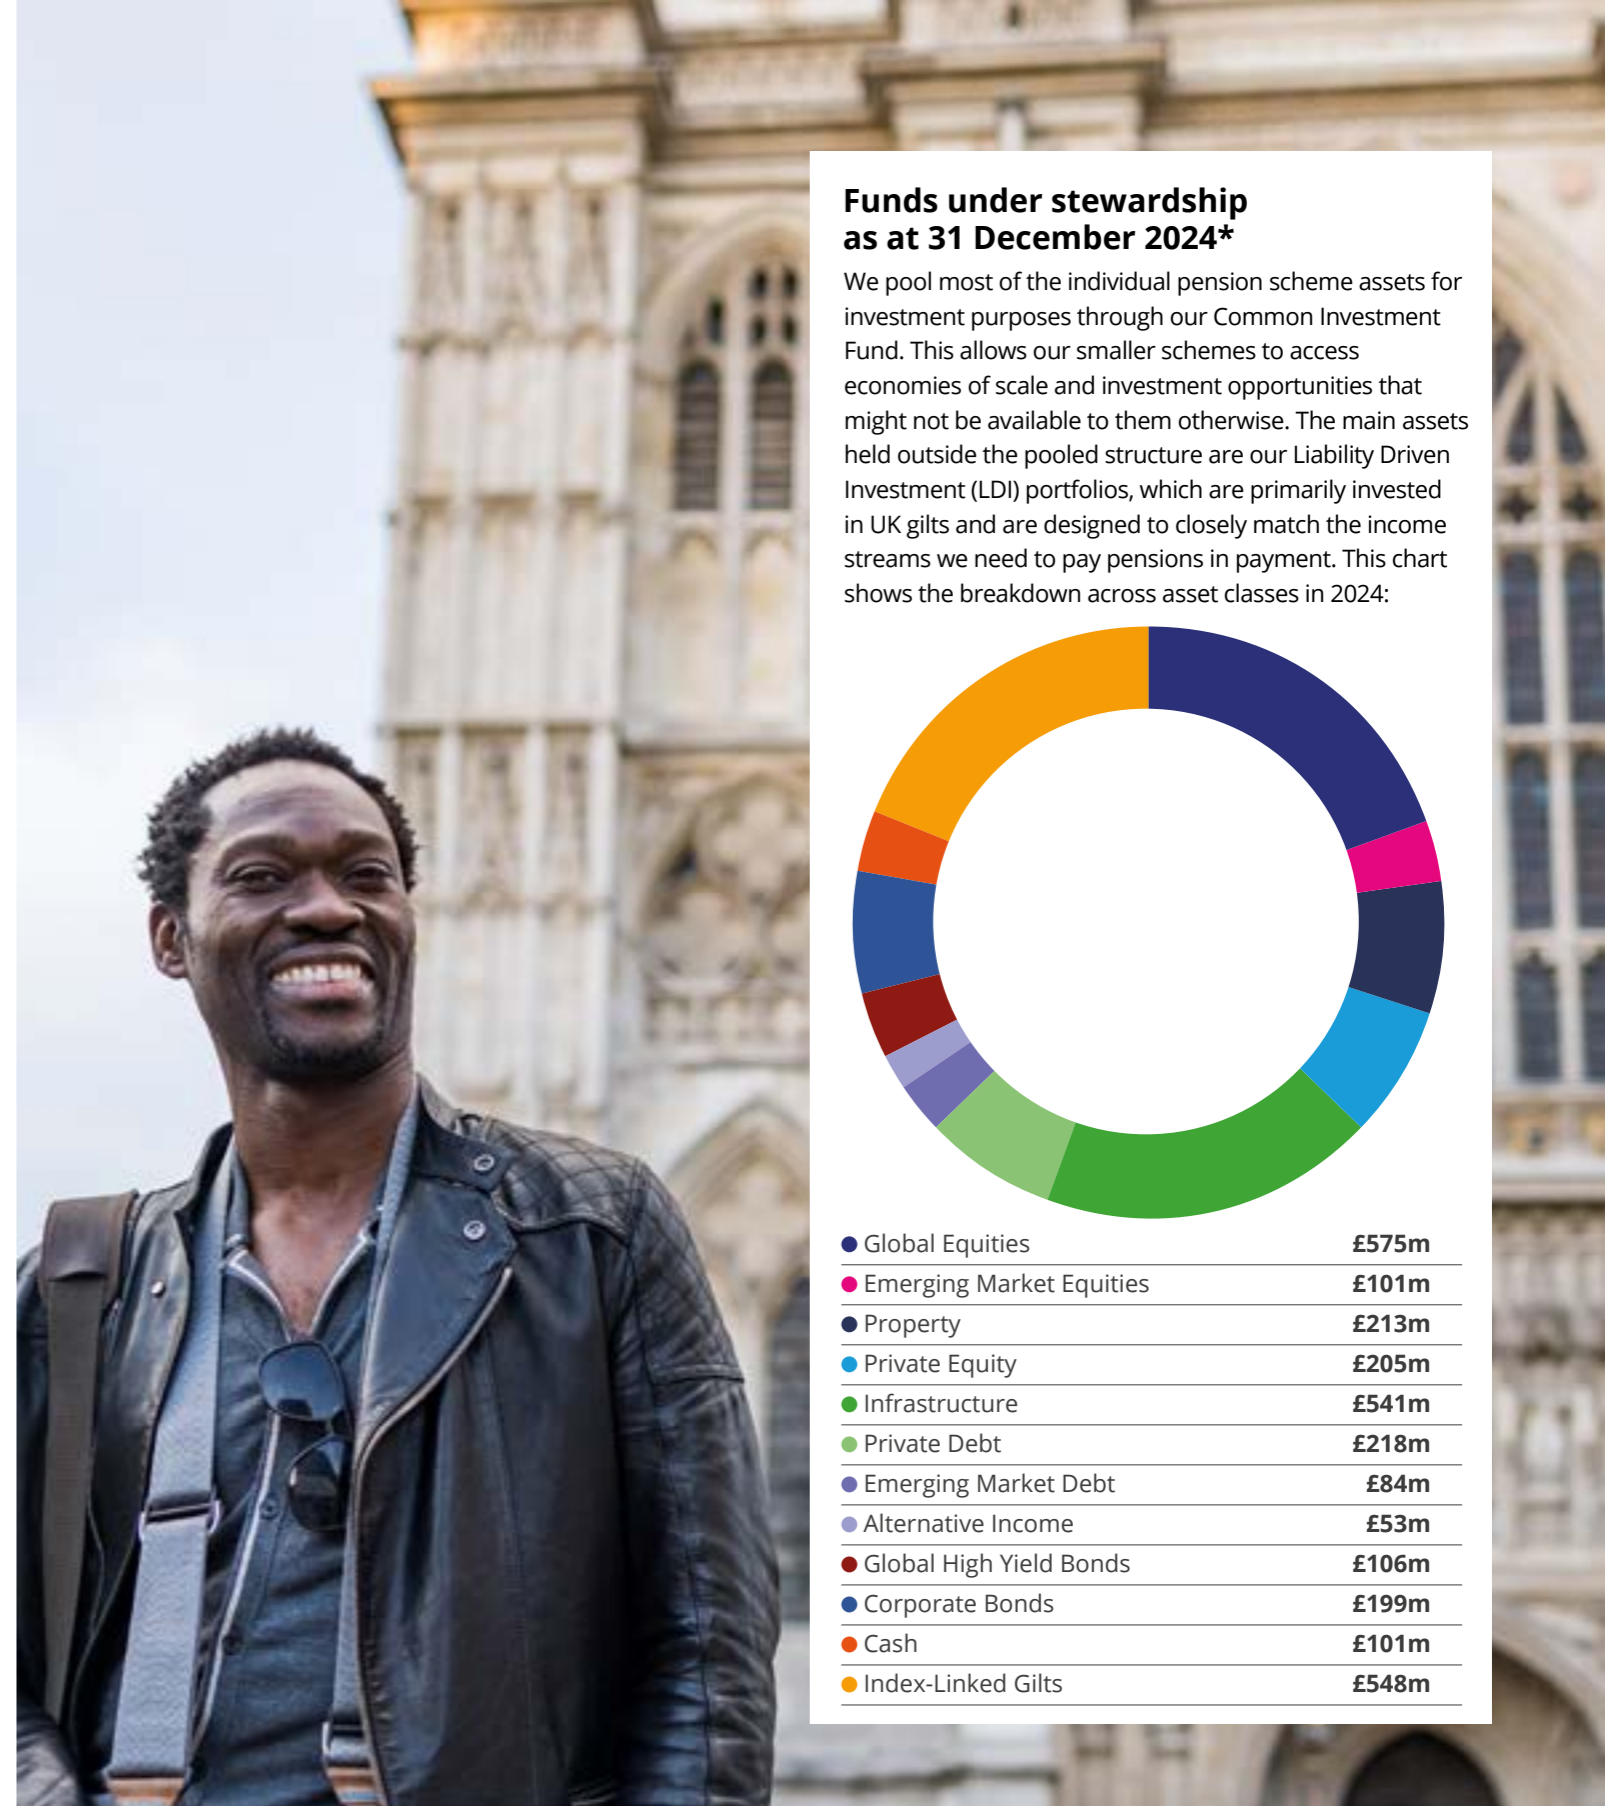 Funds under stewardship
as at 31 December 2024*
We pool most of the individual pension scheme assets for
investment purposes through our Common Investment
Fund. This allows our smaller schemes to access
economies of scale and investment opportunities that
might not be available to them otherwise. The main assets
held outside the pooled structure are our Liability Driven
Investment (LDI) portfolios, which are primarily invested
in UK gilts and are designed to closely match the income
streams we need to pay pensions in payment. This chart
shows the breakdown across asset classes in 2024:
Global Equities £575m
Emerging Market Equities £101m
Property £213m
Private Equity £205m
Infrastructure £541m
Private Debt £218m
Emerging Market Debt £84m
Alternative Income £53m
Global High Yield Bonds £106m
Corporate Bonds £199m
Cash £101m
Index-Linked Gilts £548m